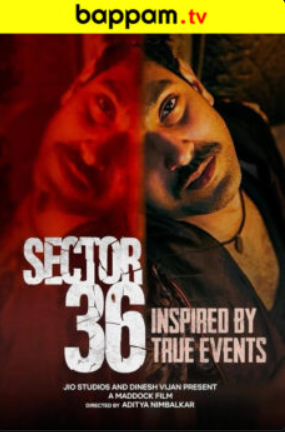 bappam.tv
SECTOR
36
INSPIRED BY
TRUE EVENTS
JIO STUDIOS AND DINESH VIJAN PRESENT
A MADDOCK FILM
DIRECTED BY ADITYA NIMBALKAR